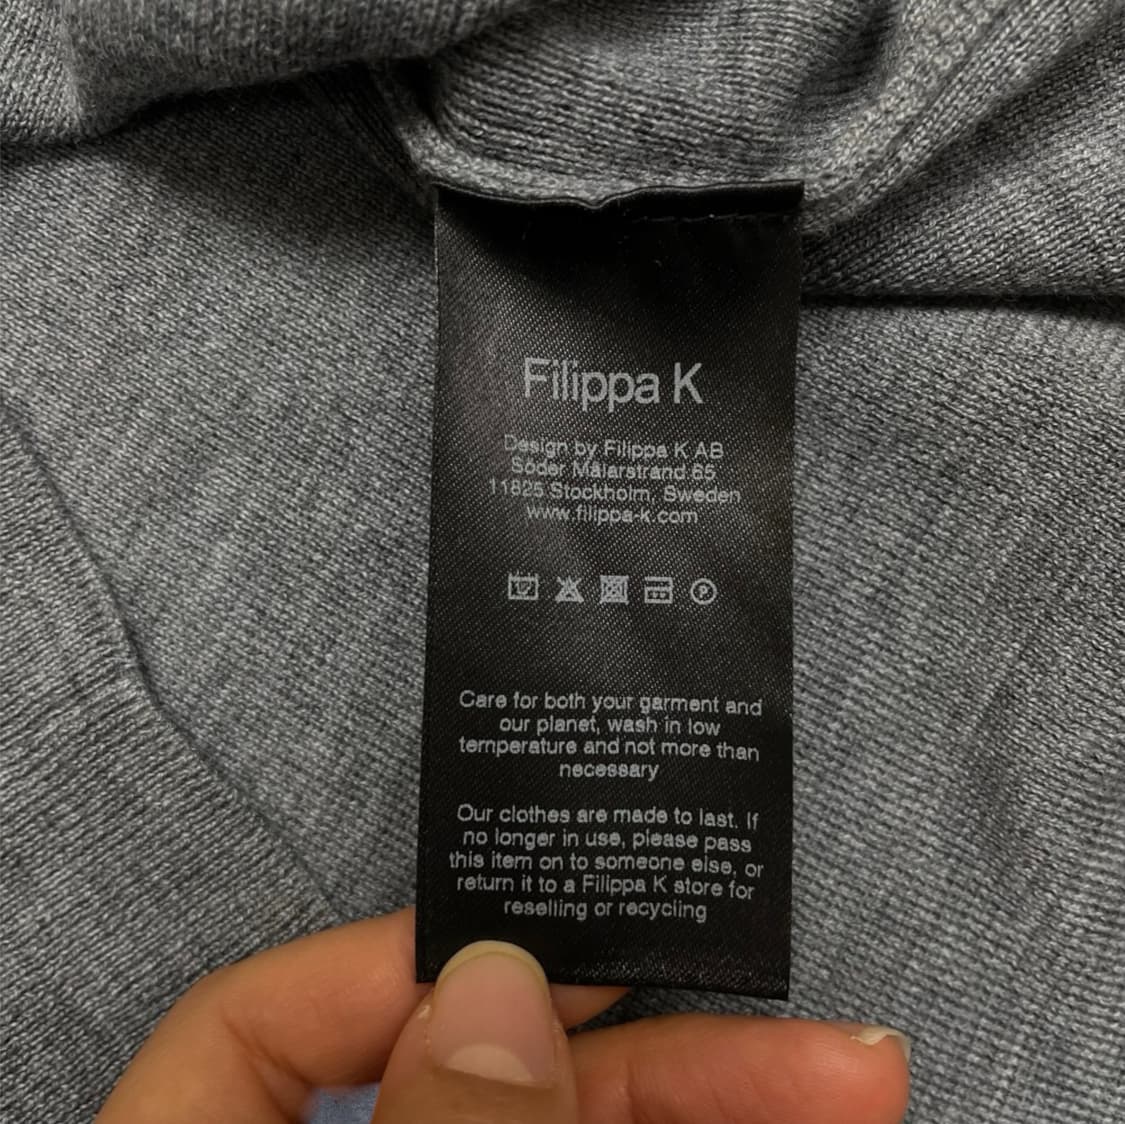 Filippa K
Design by Filippa K AB
Söder Mälarstrand 65
11825 Stockholm, Sweden
www.filippa-k.com
P
Care for both your garment and
our planet, wash in low
temperature and not more than
necessary
Our clothes are made to last. If
no longer in use, please pass
this item on to someone else, or
return it to a Filippa K store for
reselling or recycling